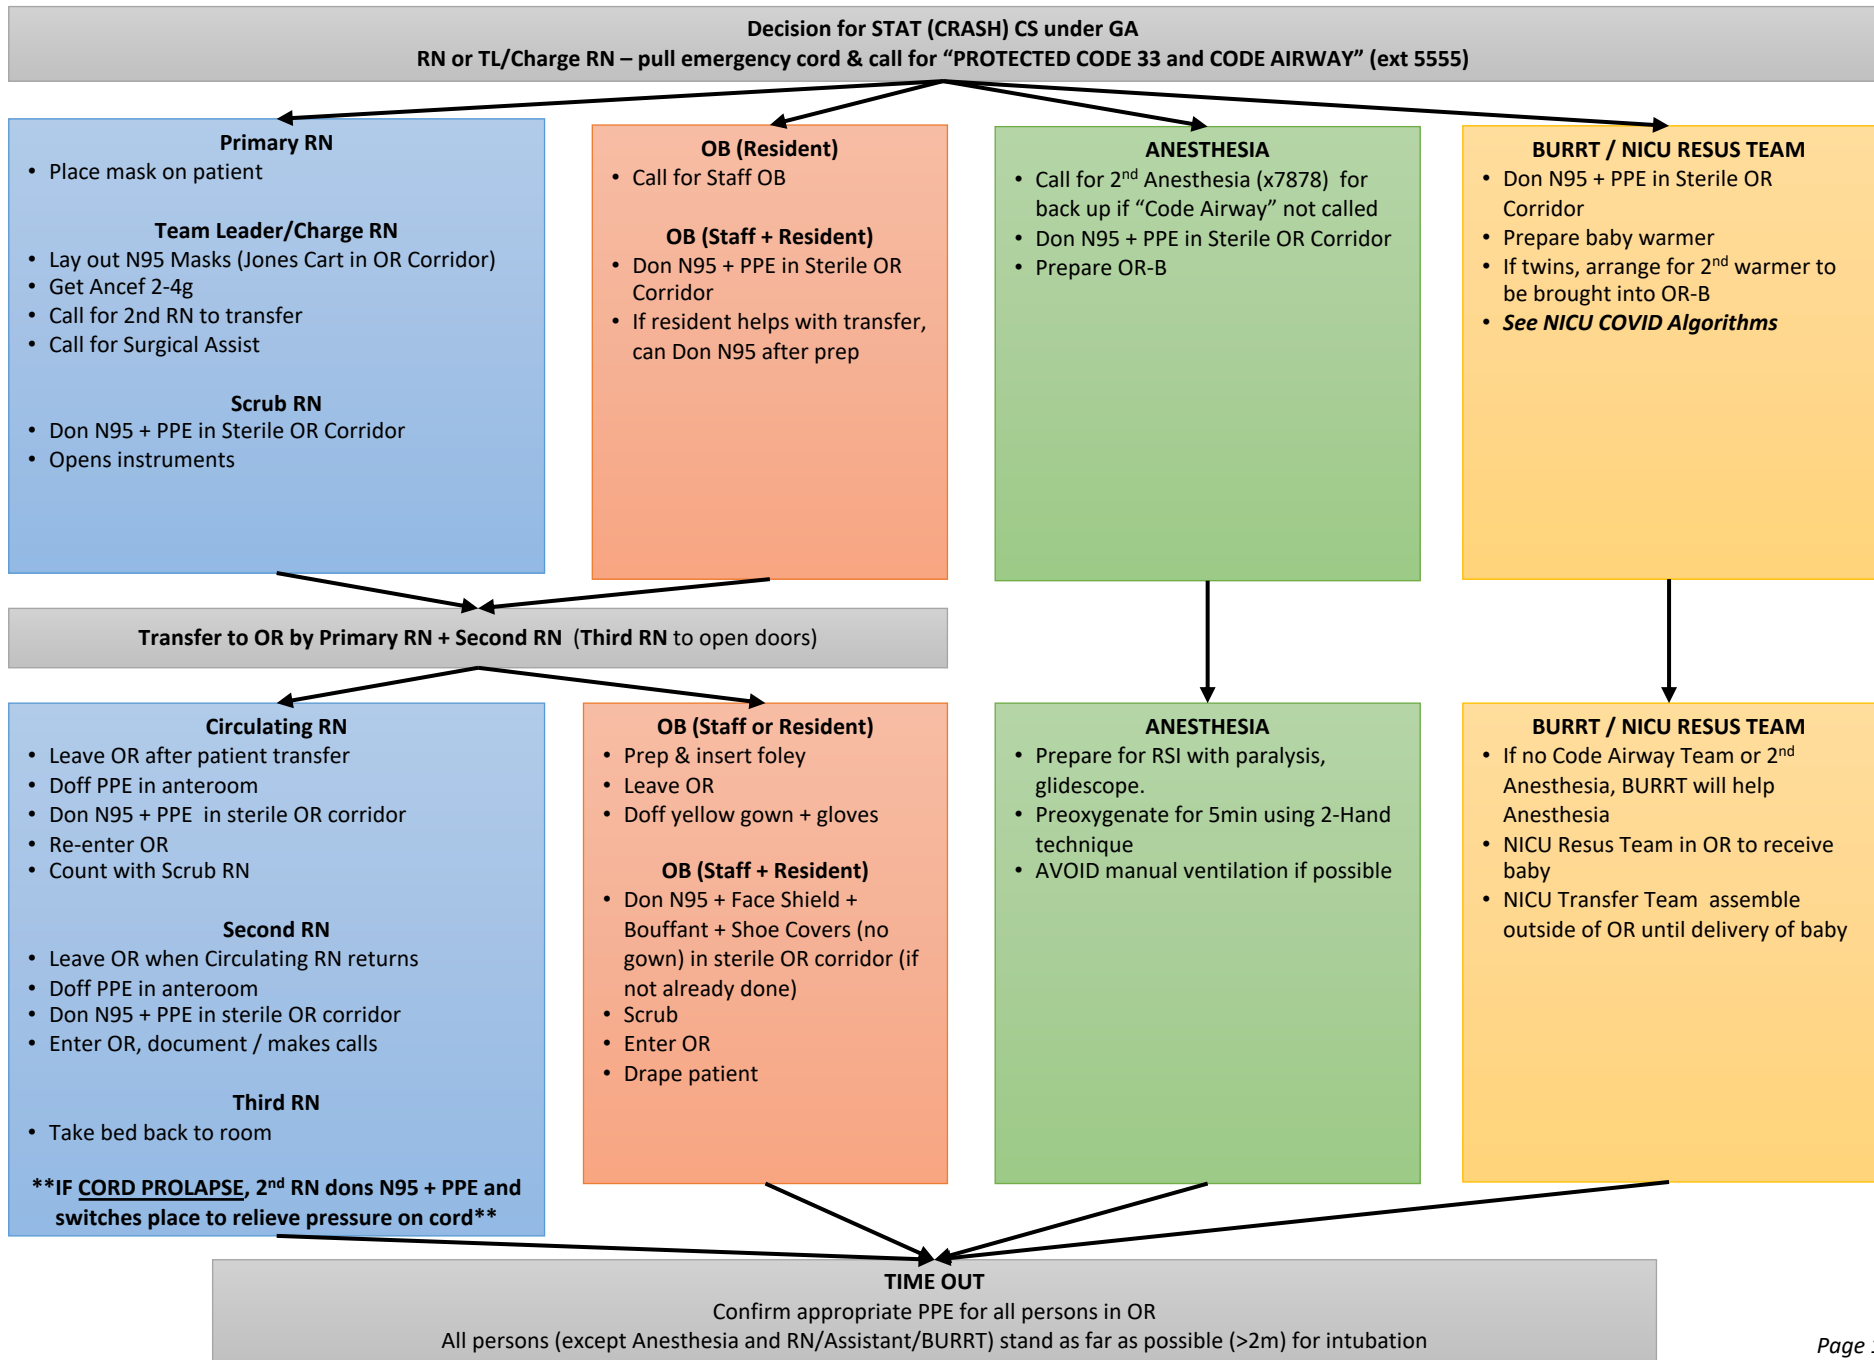 Decision for STAT (CRASH) CS under GA
RN or TL/Charge RN – pull emergency cord & call for “PROTECTED CODE 33 and CODE AIRWAY” (ext 5555)
Primary RN
• Place mask on patient
Team Leader/Charge RN
• Lay out N95 Masks (Jones Cart in OR Corridor)
• Get Ancef 2-4g
• Call for 2nd RN to transfer
• Call for Surgical Assist
Scrub RN
• Don N95 + PPE in Sterile OR Corridor
• Opens instruments
OB (Resident)
• Call for Staff OB
OB (Staff + Resident)
• Don N95 + PPE in Sterile OR
Corridor
• If resident helps with transfer,
can Don N95 after prep
ANESTHESIA
• Call for 2nd Anesthesia (x7878) for
back up if “Code Airway” not called
• Don N95 + PPE in Sterile OR Corridor
• Prepare OR-B
BURRT / NICU RESUS TEAM
• Don N95 + PPE in Sterile OR
Corridor
• Prepare baby warmer
• If twins, arrange for 2nd warmer to
be brought into OR-B
• See NICU COVID Algorithms
Transfer to OR by Primary RN + Second RN (Third RN to open doors)
Circulating RN
• Leave OR after patient transfer
• Doff PPE in anteroom
• Don N95 + PPE in sterile OR corridor
• Re-enter OR
• Count with Scrub RN
Second RN
• Leave OR when Circulating RN returns
• Doff PPE in anteroom
• Don N95 + PPE in sterile OR corridor
• Enter OR, document / makes calls
Third RN
• Take bed back to room
**IF CORD PROLAPSE, 2nd RN dons N95 + PPE and
switches place to relieve pressure on cord**
OB (Staff or Resident)
• Prep & insert foley
• Leave OR
• Doff yellow gown + gloves
OB (Staff + Resident)
• Don N95 + Face Shield +
Bouffant + Shoe Covers (no
gown) in sterile OR corridor (if
not already done)
• Scrub
• Enter OR
• Drape patient
ANESTHESIA
• Prepare for RSI with paralysis,
glidescope.
• Preoxygenate for 5min using 2-Hand
technique
• AVOID manual ventilation if possible
BURRT / NICU RESUS TEAM
• If no Code Airway Team or 2nd
Anesthesia, BURRT will help
Anesthesia
• NICU Resus Team in OR to receive
baby
• NICU Transfer Team assemble
outside of OR until delivery of baby
TIME OUT
Confirm appropriate PPE for all persons in OR
All persons (except Anesthesia and RN/Assistant/BURRT) stand as far as possible (>2m) for intubation
Page